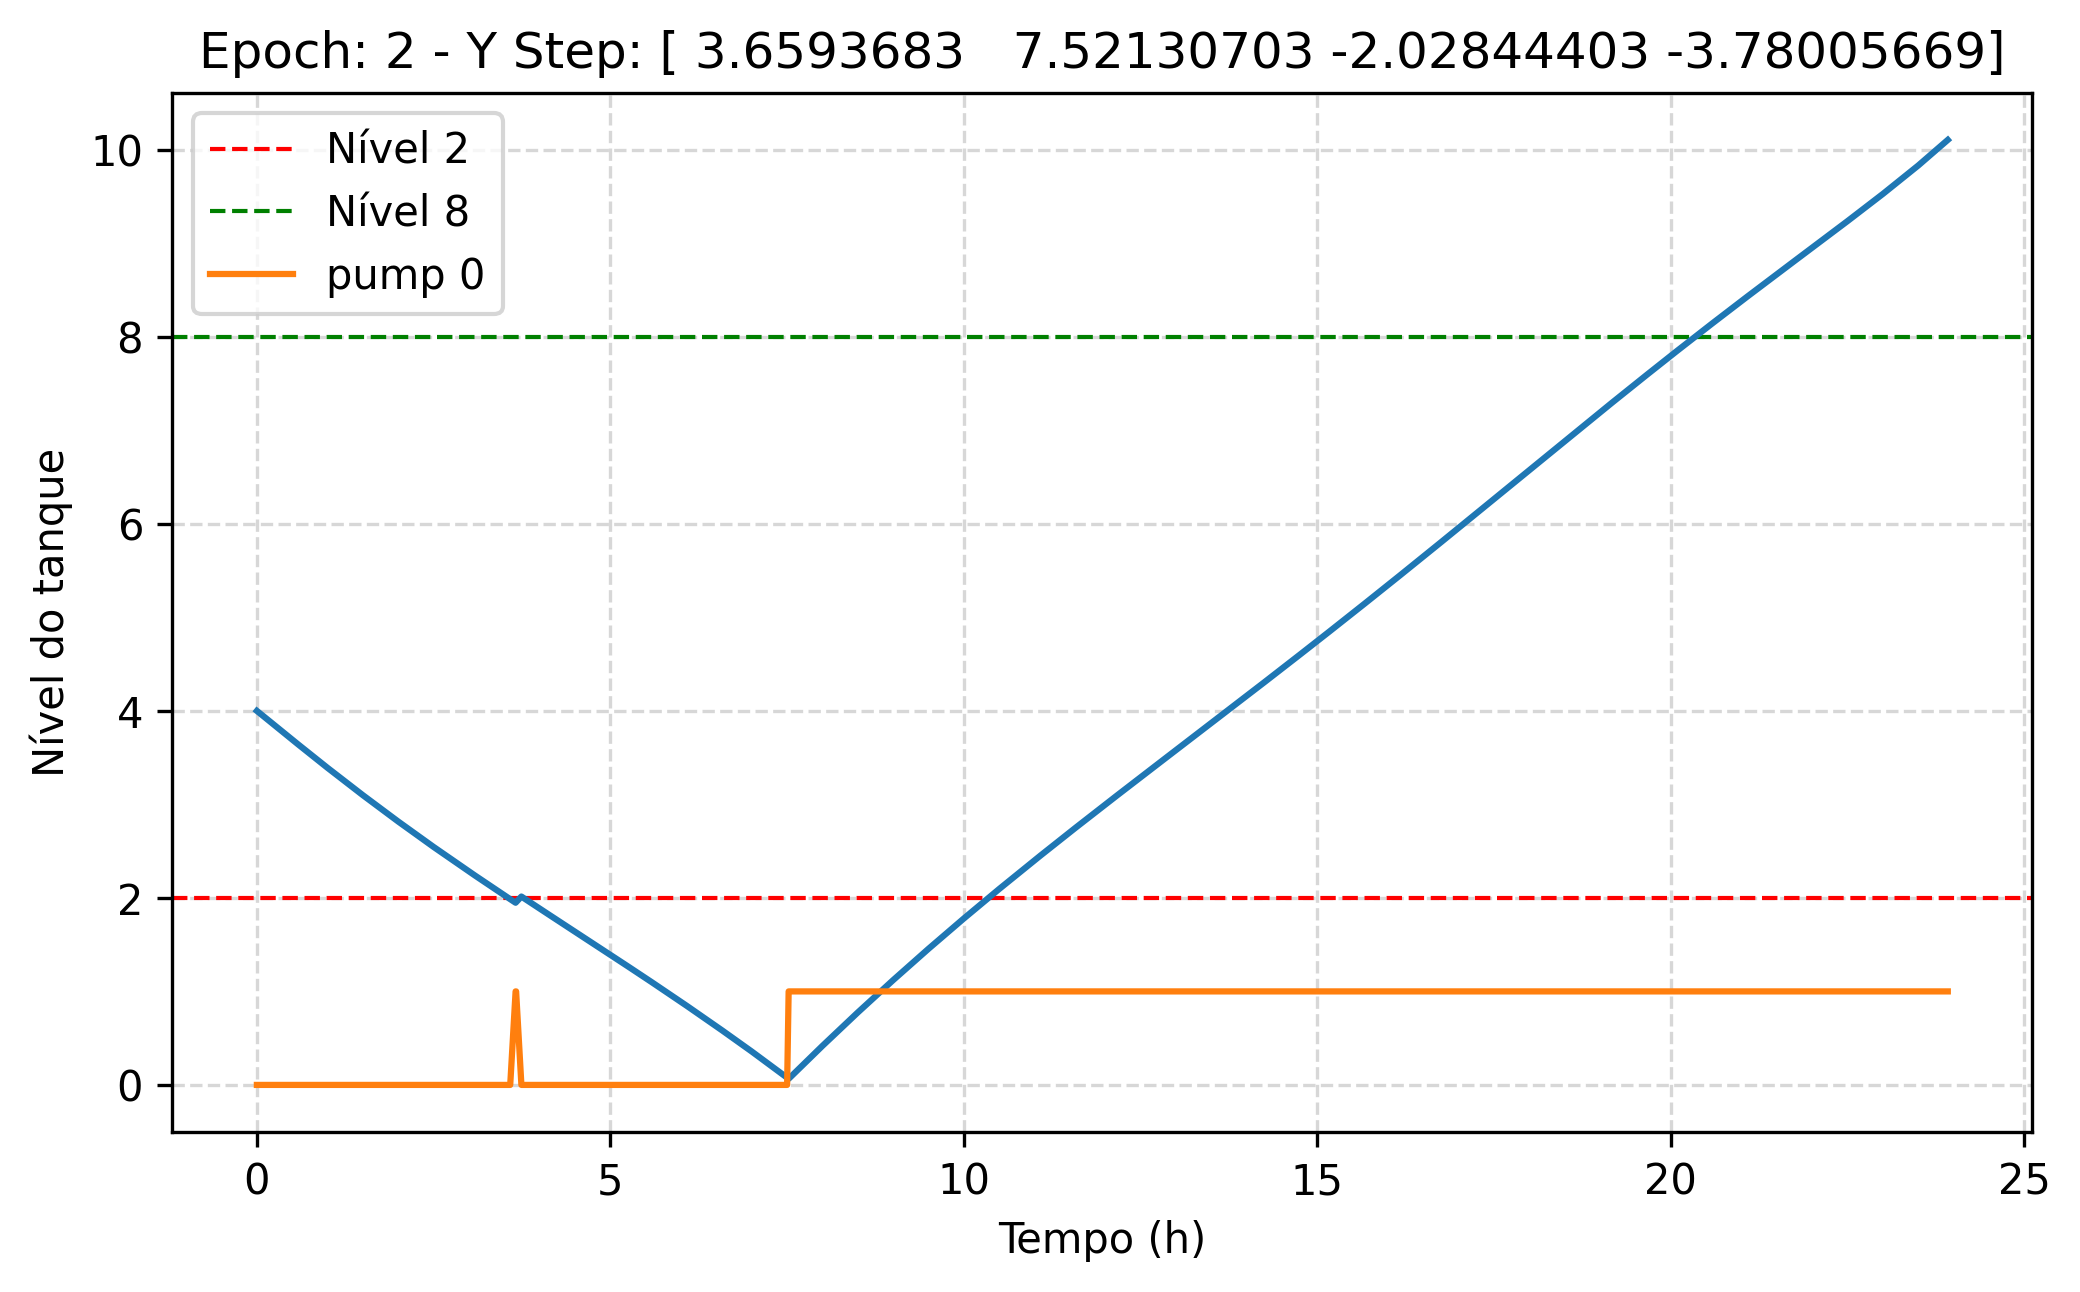 Epoch: 2 - Y Step: [ 3.6593683   7.52130703 -2.02844403 -3.78005669]
Nível 2
Nível 8
pump 0
Nível do tanque
10
8
6
4
2
0
0 5 10 15 20 25
Tempo (h)